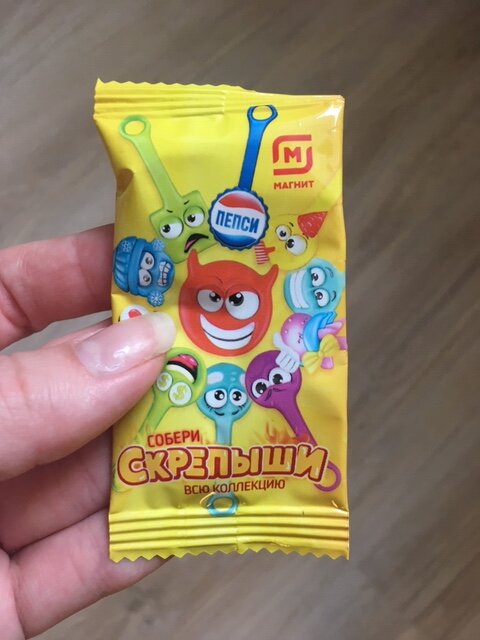 М
МАГНИТ
ПЕПСИ
СОБЕРИ
СКРЕПЫШИ
ВСЮ КОЛЛЕКЦИЮ